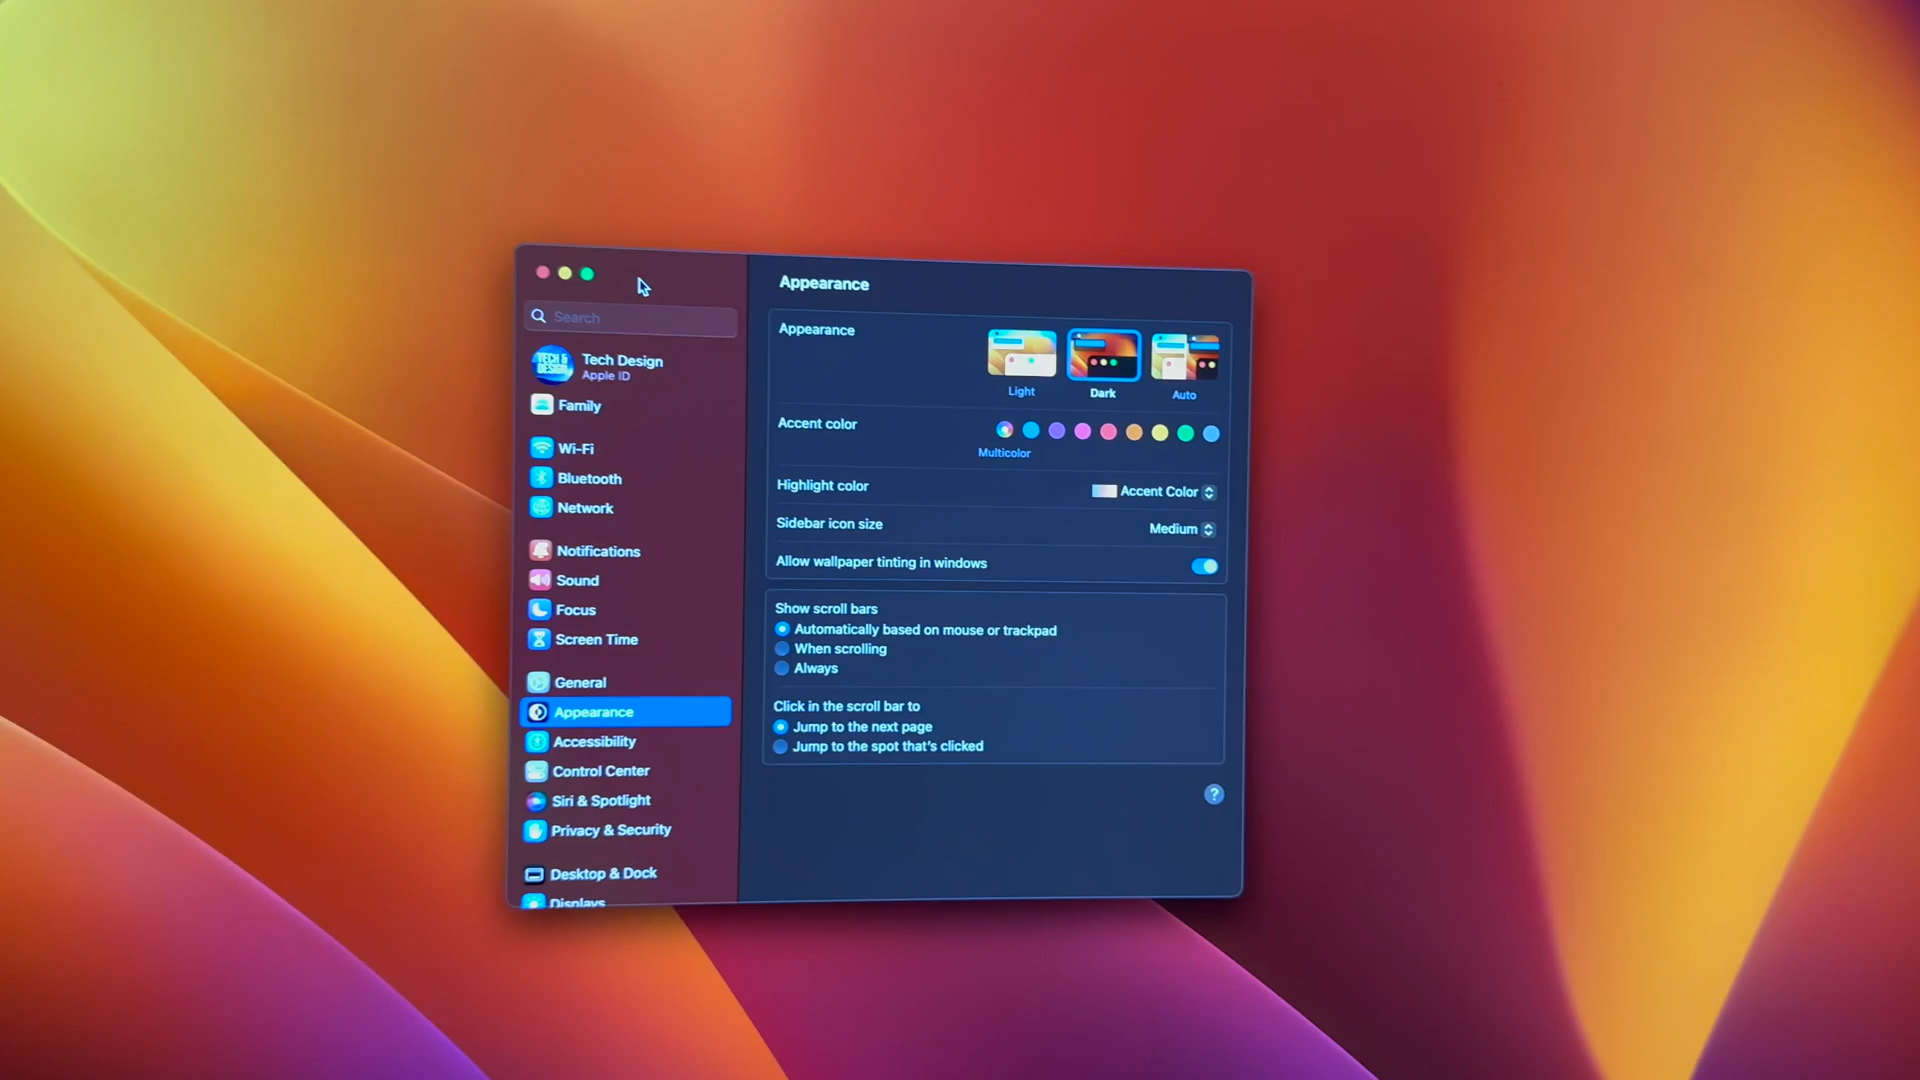 Appearance
Search
TECH &
DESIGN
Tech Design
Apple ID
Family
Wi-Fi
Bluetooth
Network
Notifications
Sound
Focus
Screen Time
General
Appearance
Accessibility
Control Center
Siri & Spotlight
Privacy & Security
Desktop & Dock
Displays
Appearance
Light
Dark
Auto
Accent color
Multicolor
Highlight color
Accent Color
Sidebar icon size
Medium
Allow wallpaper tinting in windows
Show scroll bars
Automatically based on mouse or trackpad
When scrolling
Always
Click in the scroll bar to
Jump to the next page
Jump to the spot that's clicked
?